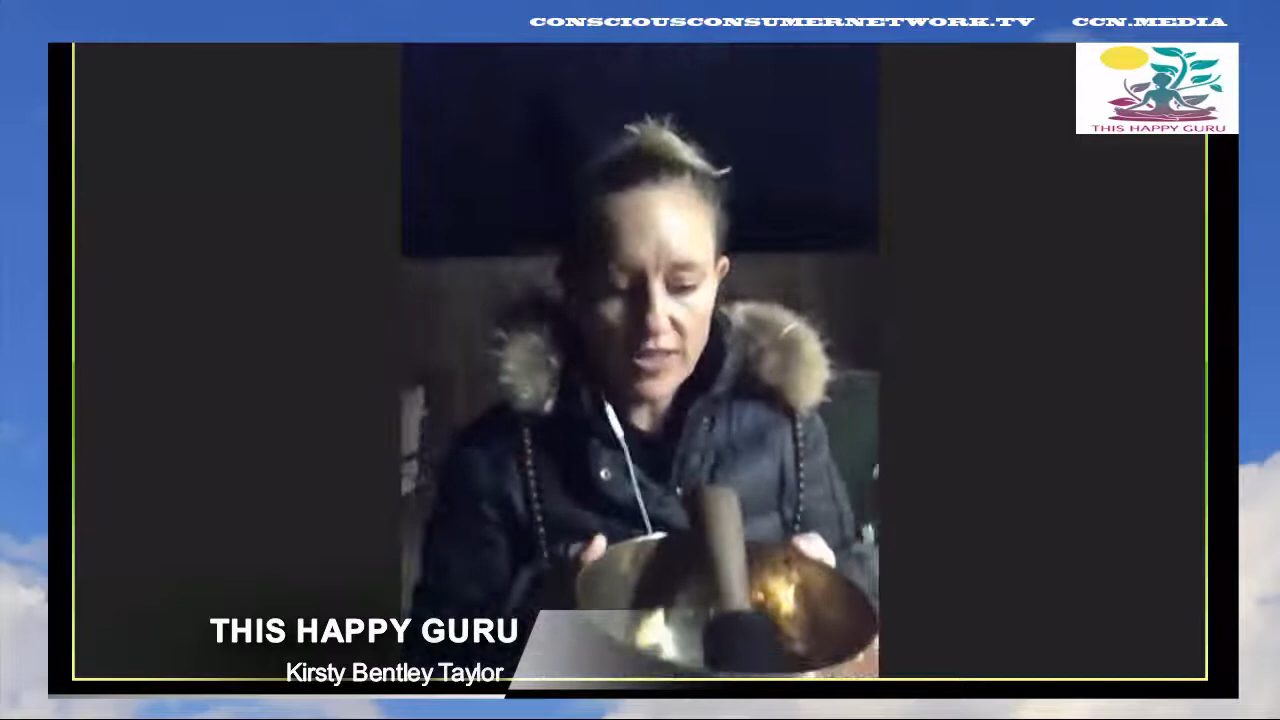 CONSCIOUSCONSUMERNETWORK.TV CCN.MEDIA
THIS HAPPY GURU
THIS HAPPY GURU
Kirsty Bentley Taylor